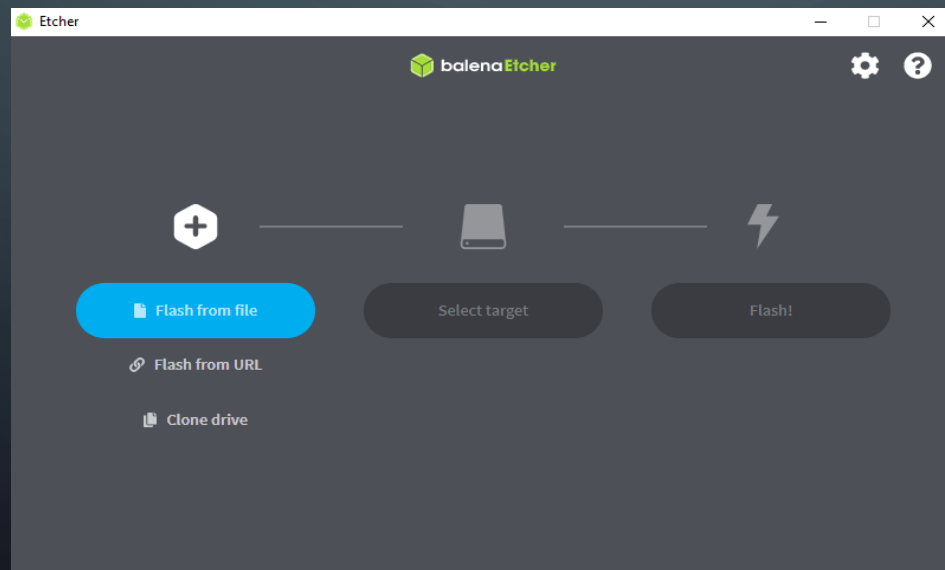 Etcher
balenaEtcher
Flash from file
Select target
Flash!
Flash from URL
Clone drive